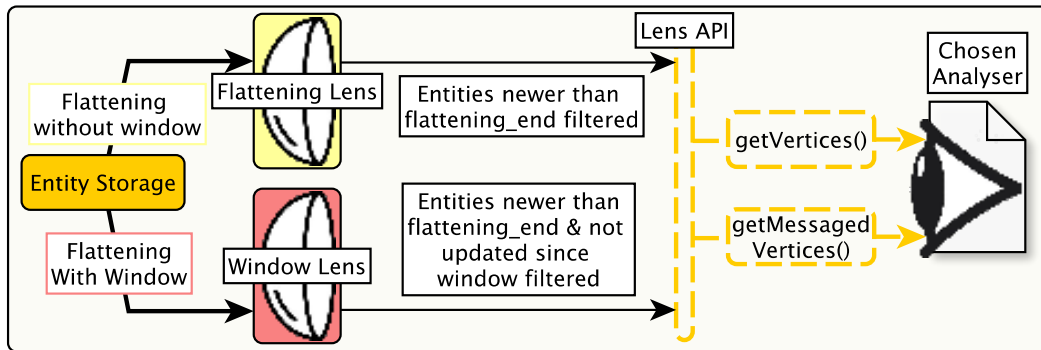 Lens API
Chosen
Analyser
Flattening Lens
Flattening
without window
Entities newer than
flattening_end filtered
getVertices()
Entity Storage
Entities newer than
flattening_end & not
updated since
window filtered
getMessaged
Vertices()
Flattening
With Window
Window Lens